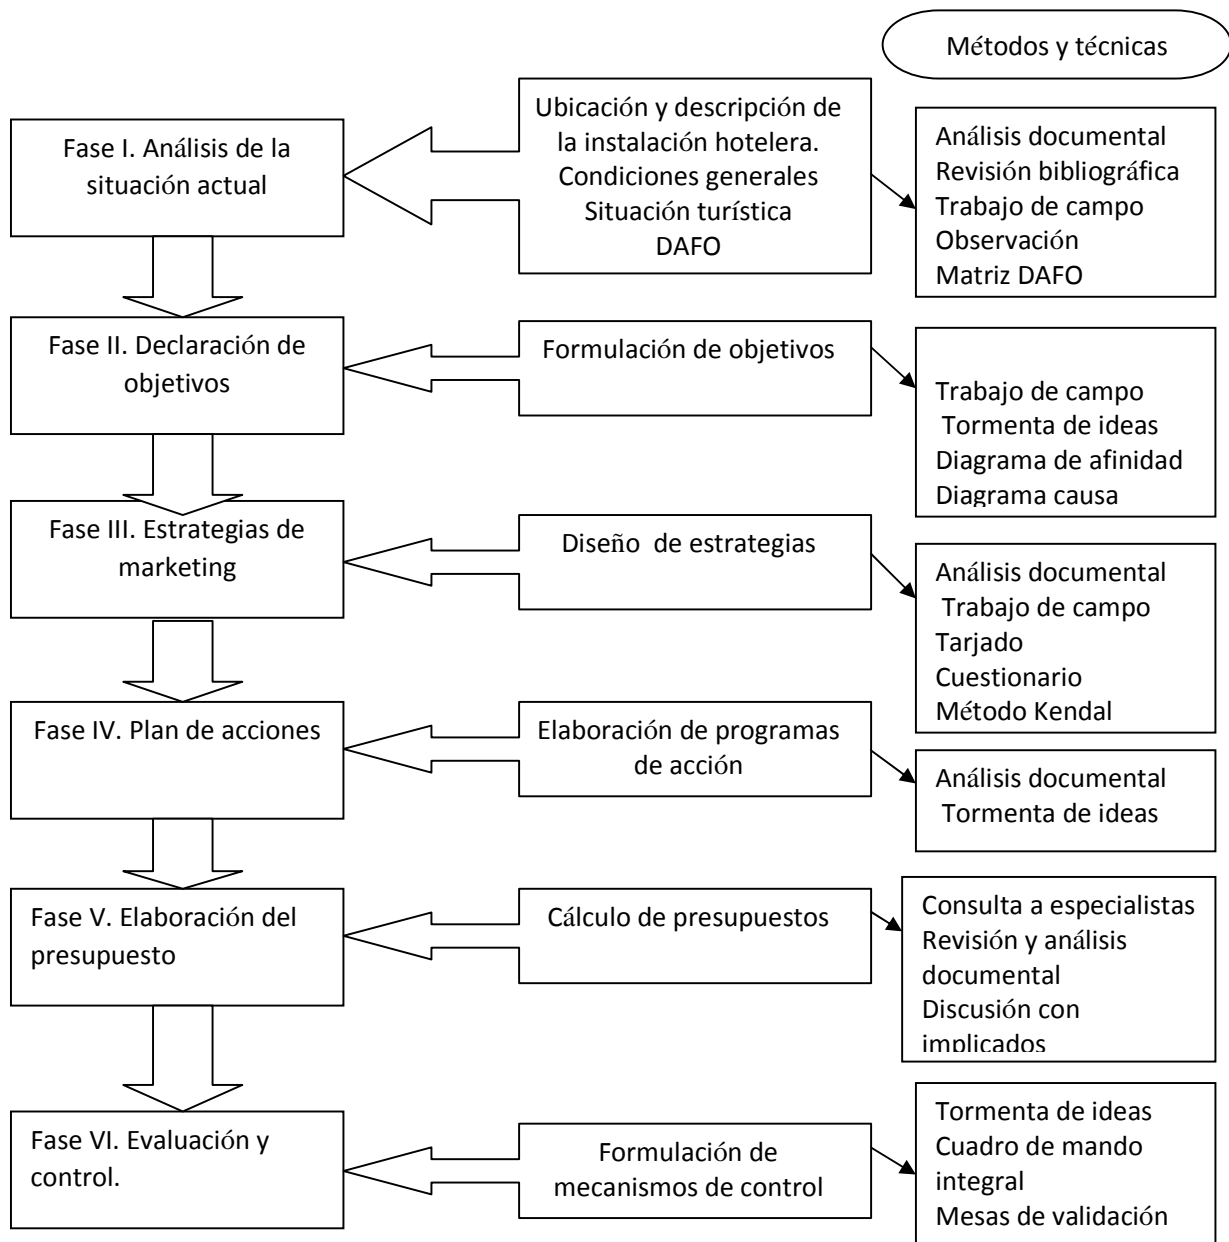 Métodos y técnicas
Fase I. Análisis de la
situación actual
Ubicación y descripción de
la instalación hotelera.
Condiciones generales
Situación turística
DAFO
Análisis documental
Revisión bibliográfica
Trabajo de campo
Observación
Matriz DAFO
Fase II. Declaración de
objetivos
Formulación de objetivos
Trabajo de campo
Tormenta de ideas
Diagrama de afinidad
Diagrama causa
Fase III. Estrategias de
marketing
Diseño de estrategias
Análisis documental
Trabajo de campo
Tarjado
Cuestionario
Método Kendal
Fase IV. Plan de acciones
Elaboración de programas
de acción
Análisis documental
Tormenta de ideas
Fase V. Elaboración del
presupuesto
Cálculo de presupuestos
Consulta a especialistas
Revisión y análisis
documental
Discusión con
implicados
Fase VI. Evaluación y
control.
Formulación de
mecanismos de control
Tormenta de ideas
Cuadro de mando
integral
Mesas de validación